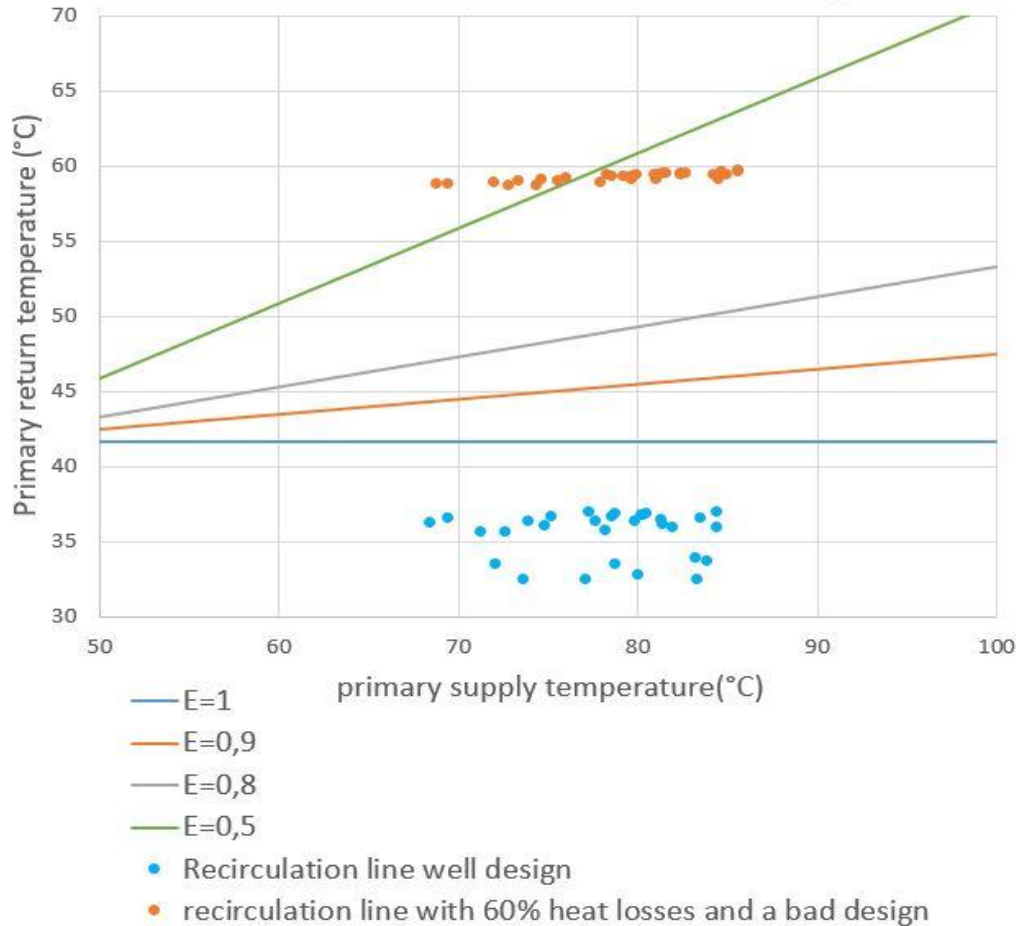 70
65
60
55
50
45
40
35
30
Primary return temperature (°C)
50 60 70 80 90 100
primary supply temperature(°C)
E=1
E=0,9
E=0,8
E=0,5
Recirculation line well design
recirculation line with 60% heat losses and a bad design